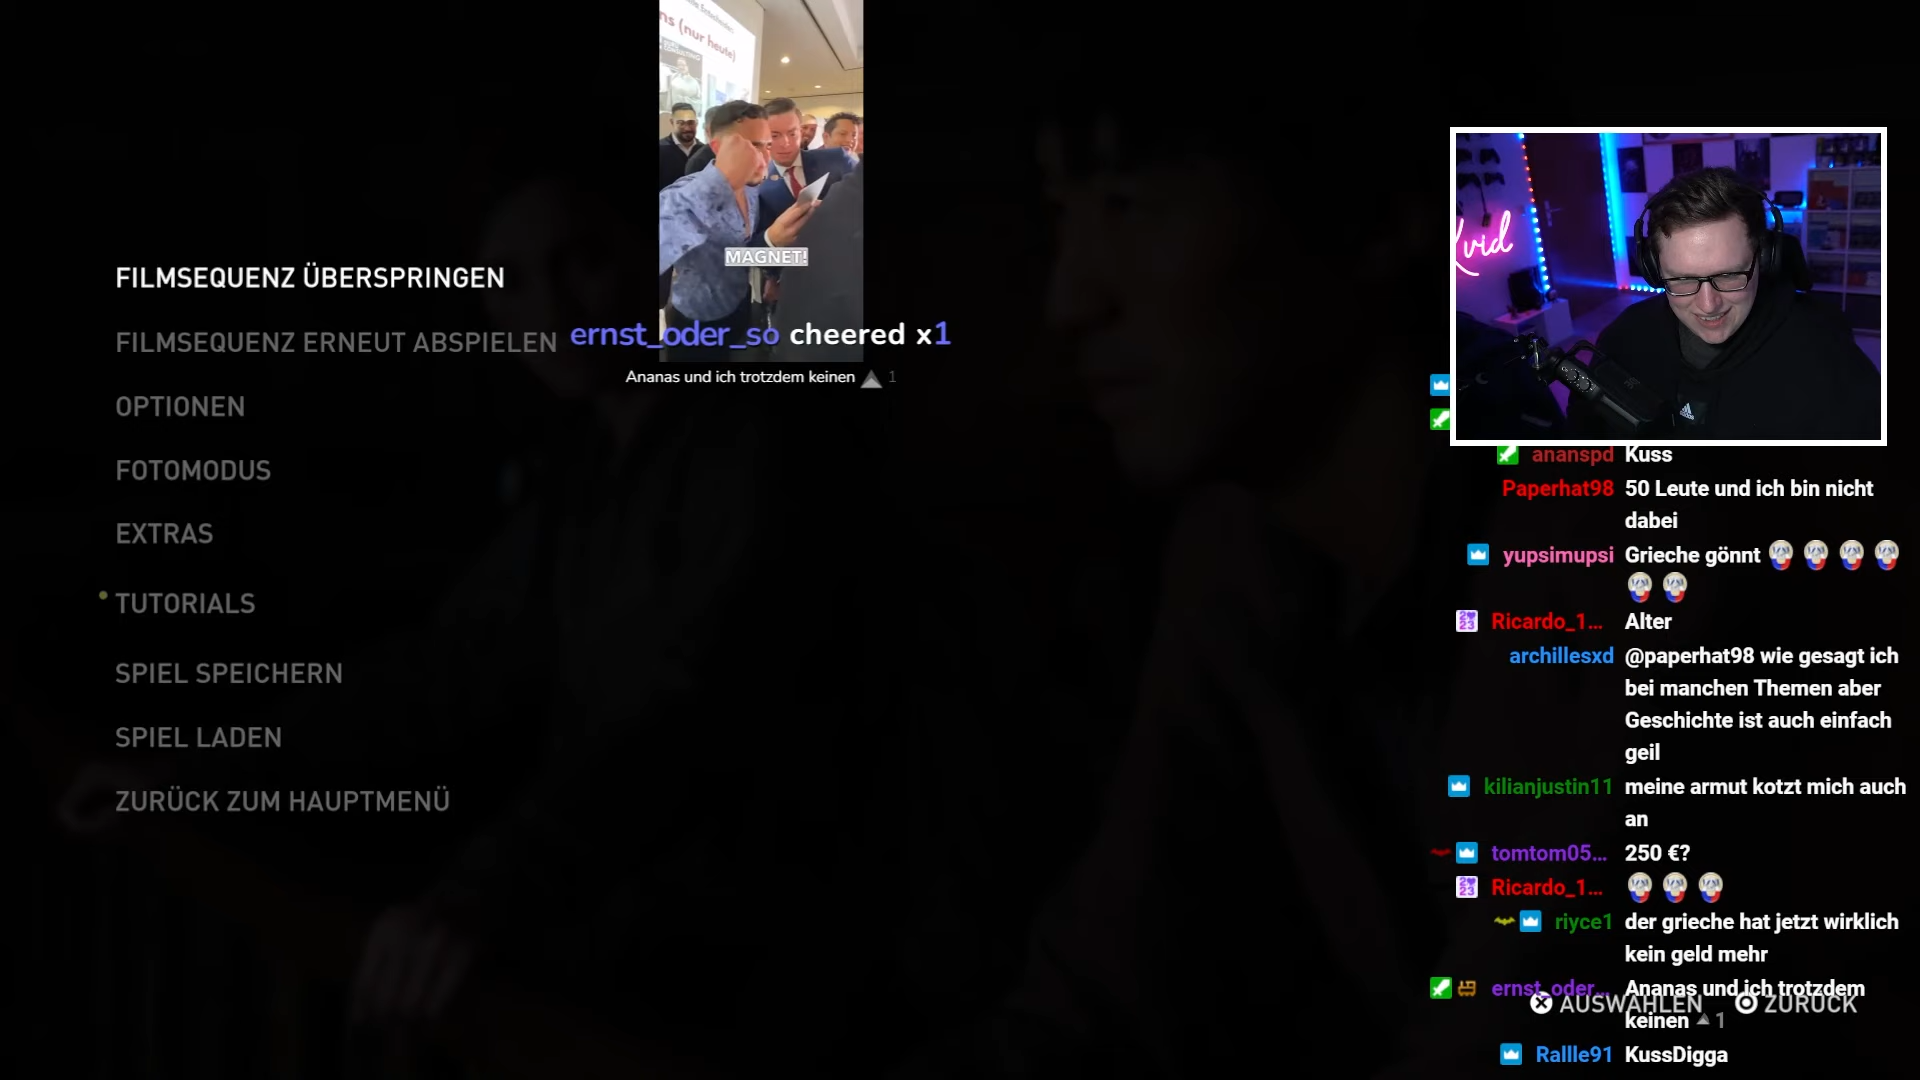 (nur heute)
MAGNET!
FILMSEQUENZ ÜBERSPRINGEN
FILMSEQUENZ ERNEUT ABSPIELEN
OPTIONEN
FOTOMODUS
EXTRAS
TUTORIALS
SPIEL SPEICHERN
SPIEL LADEN
ZURÜCK ZUM HAUPTMENÜ
ernst_oder_so cheered x1
Ananas und ich trotzdem keinen 1
adidas
ananspd Kuss
Paperhat98 50 Leute und ich bin nicht
dabei
yupsimupsi Grieche gönnt
Ricardo_1... Alter
archillesxd @paperhat98 wie gesagt ich
bei manchen Themen aber
Geschichte ist auch einfach
geil
kilianjustin11 meine armut kotzt mich auch
an
tomtom05... 250 €?
Ricardo_1...
riyce1 der grieche hat jetzt wirklich
kein geld mehr
ernst_oder... Ananas und ich trotzdem
keinen 1
AUSWÄHLEN ZURÜCK
Rallle91 KussDigga